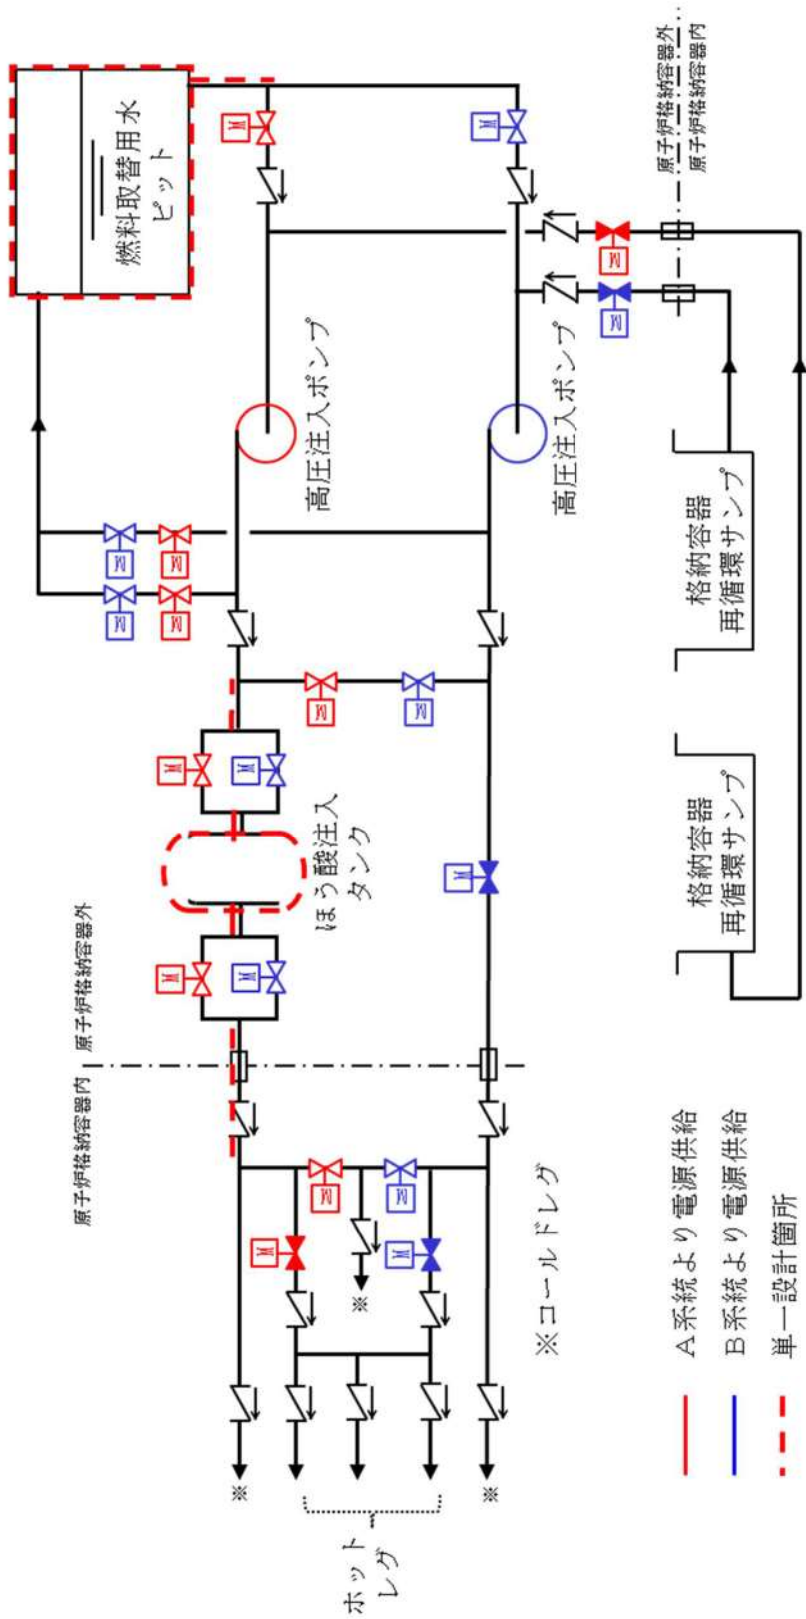 燃料取替用水
ピット
M
M
M
M
M
M
高圧注入ポンプ
高圧注入ポンプ
M
M
原子炉格納容器外
原子炉格納容器内
M
M
M
M
M
M
M
ほう酸注入
タンク
M
M
格納容器
再循環サンプ
格納容器
再循環サンプ
原子炉格納容器外
原子炉格納容器内
M
M
M
M
※
※
※
※コールドレグ
ホット
レグ
A系統より電源供給
B系統より電源供給
単一設計箇所